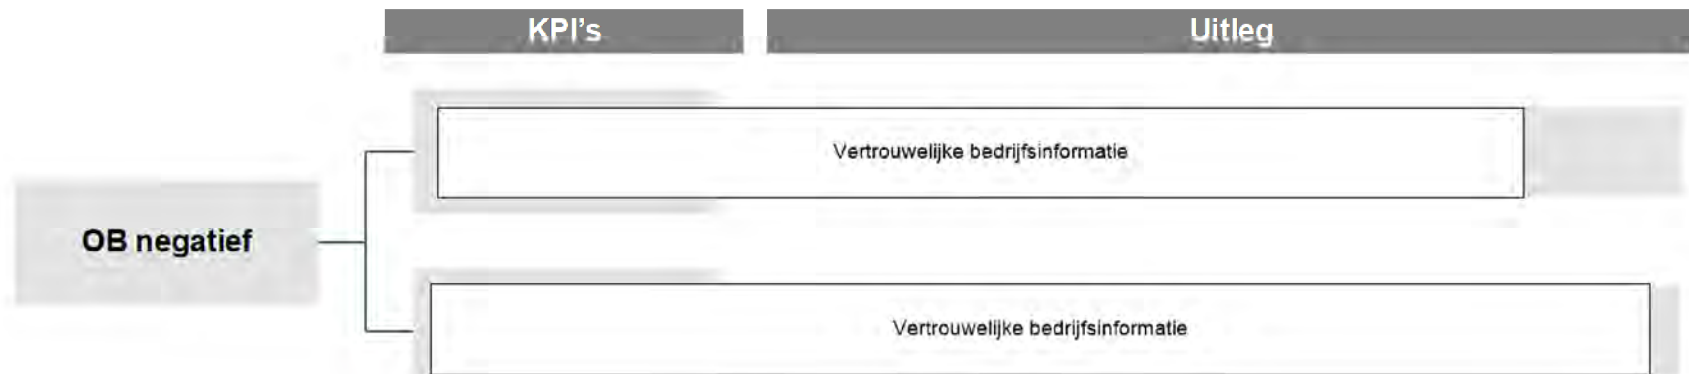 KPI's
Uitleg
Vertrouwelijke bedrijfsinformatie
OB negatief
Vertrouwelijke bedrijfsinformatie